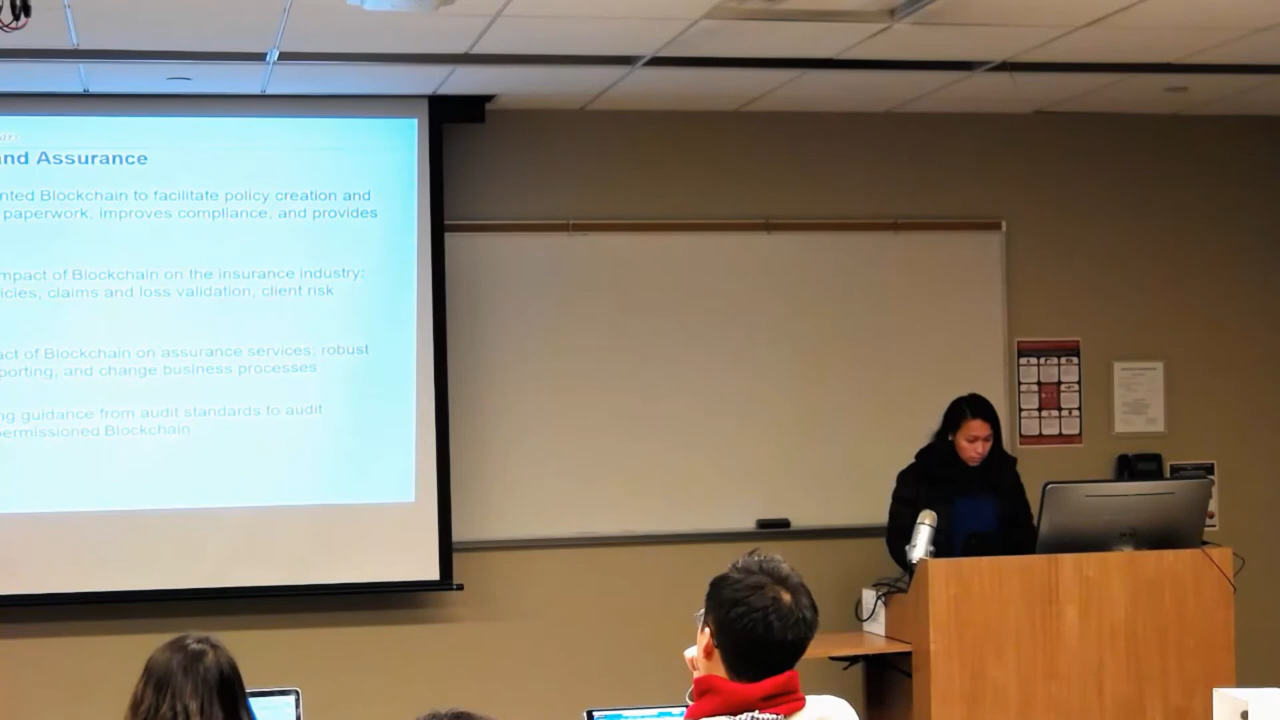 and Assurance
nted Blockchain to facilitate policy creation and
paperwork, improves compliance, and provides
mpact of Blockchain on the insurance industry:
icies, claims and loss validation, client risk
act of Blockchain on assurance services: robust
porting, and change business processes
ng guidance from audit standards to audit
permissioned Blockchain